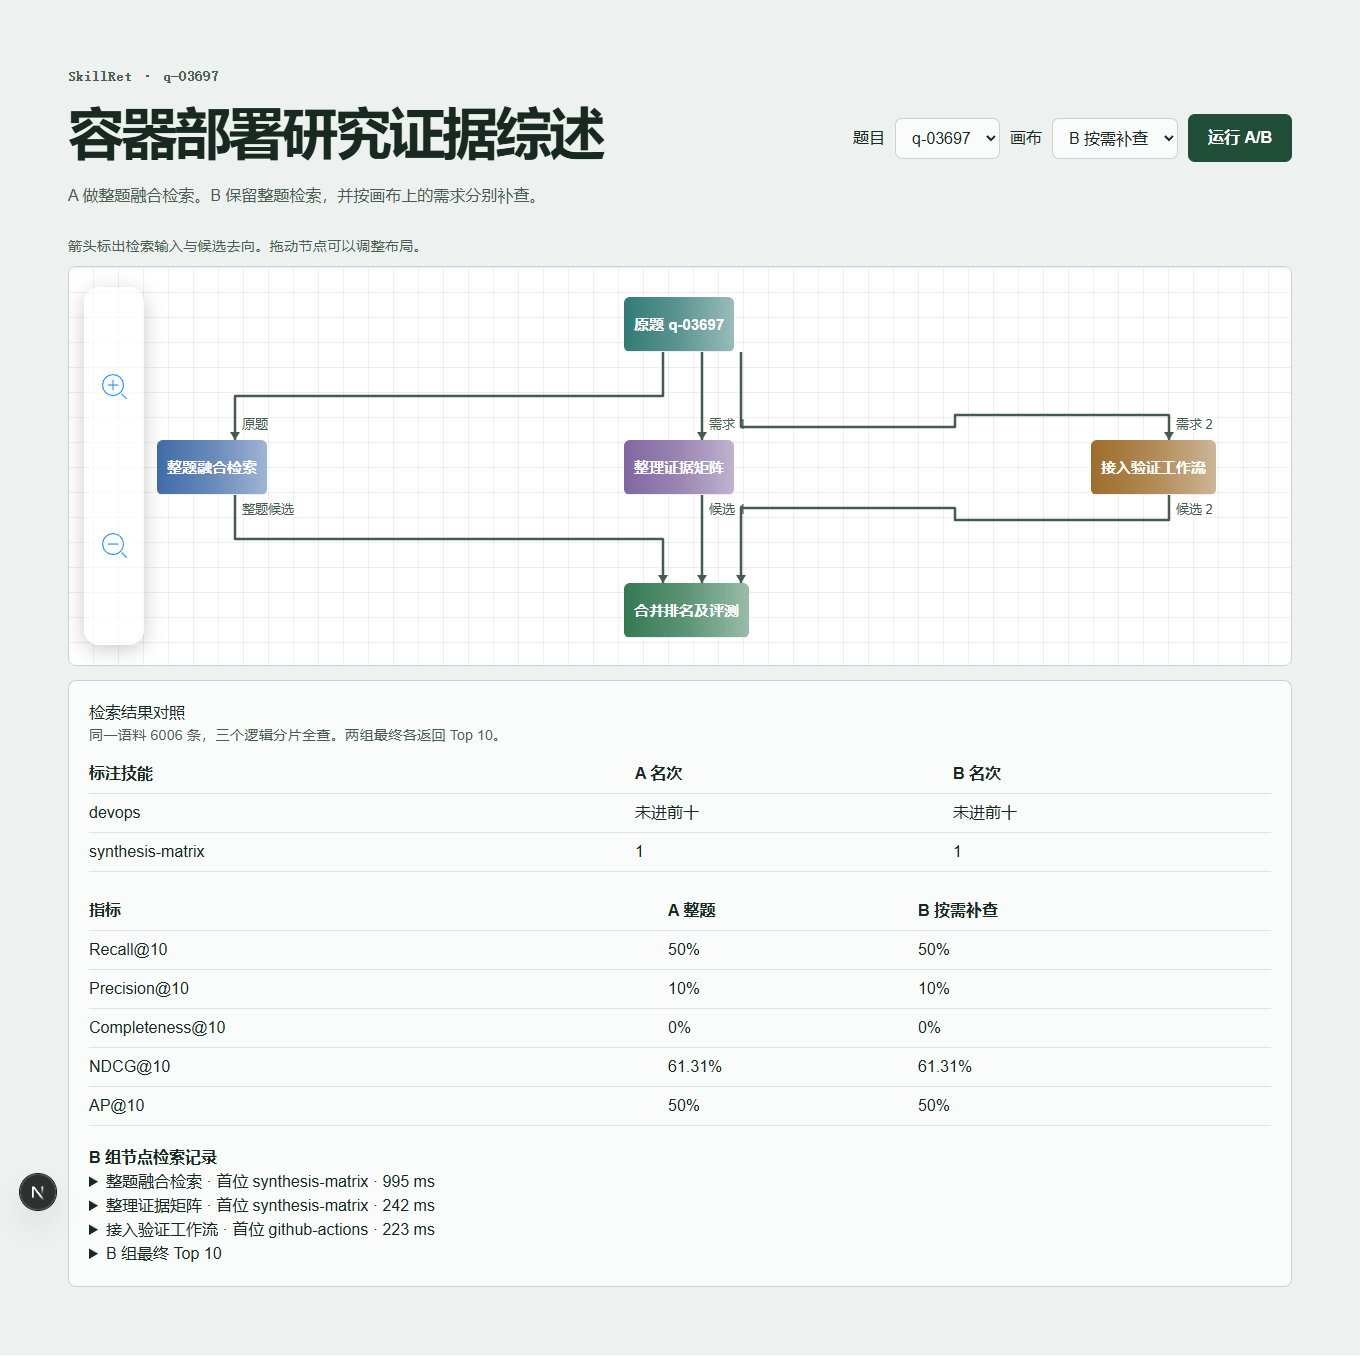 SkillRet · q-03697
容器部署研究证据综述
题目 q-03697 画布 B 按需补查 运行 A/B
A 做整题融合检索。B 保留整题检索，并按画布上的需求分别补查。
箭头标出检索输入与候选去向。拖动节点可以调整布局。
原题 q-03697
原题
需求
需求 2
整题融合检索
整理证据矩阵
接入验证工作流
整题候选
候选
候选 2
合并排名及评测
检索结果对照
同一语料 6006 条，三个逻辑分片全查。两组最终各返回 Top 10。
标注技能 A 名次 B 名次
devops 未进前十 未进前十
synthesis-matrix 1 1
指标 A 整题 B 按需补查
Recall@10 50% 50%
Precision@10 10% 10%
Completeness@10 0% 0%
NDCG@10 61.31% 61.31%
AP@10 50% 50%
B 组节点检索记录
整题融合检索 · 首位 synthesis-matrix · 995 ms
整理证据矩阵 · 首位 synthesis-matrix · 242 ms
接入验证工作流 · 首位 github-actions · 223 ms
B 组最终 Top 10
N